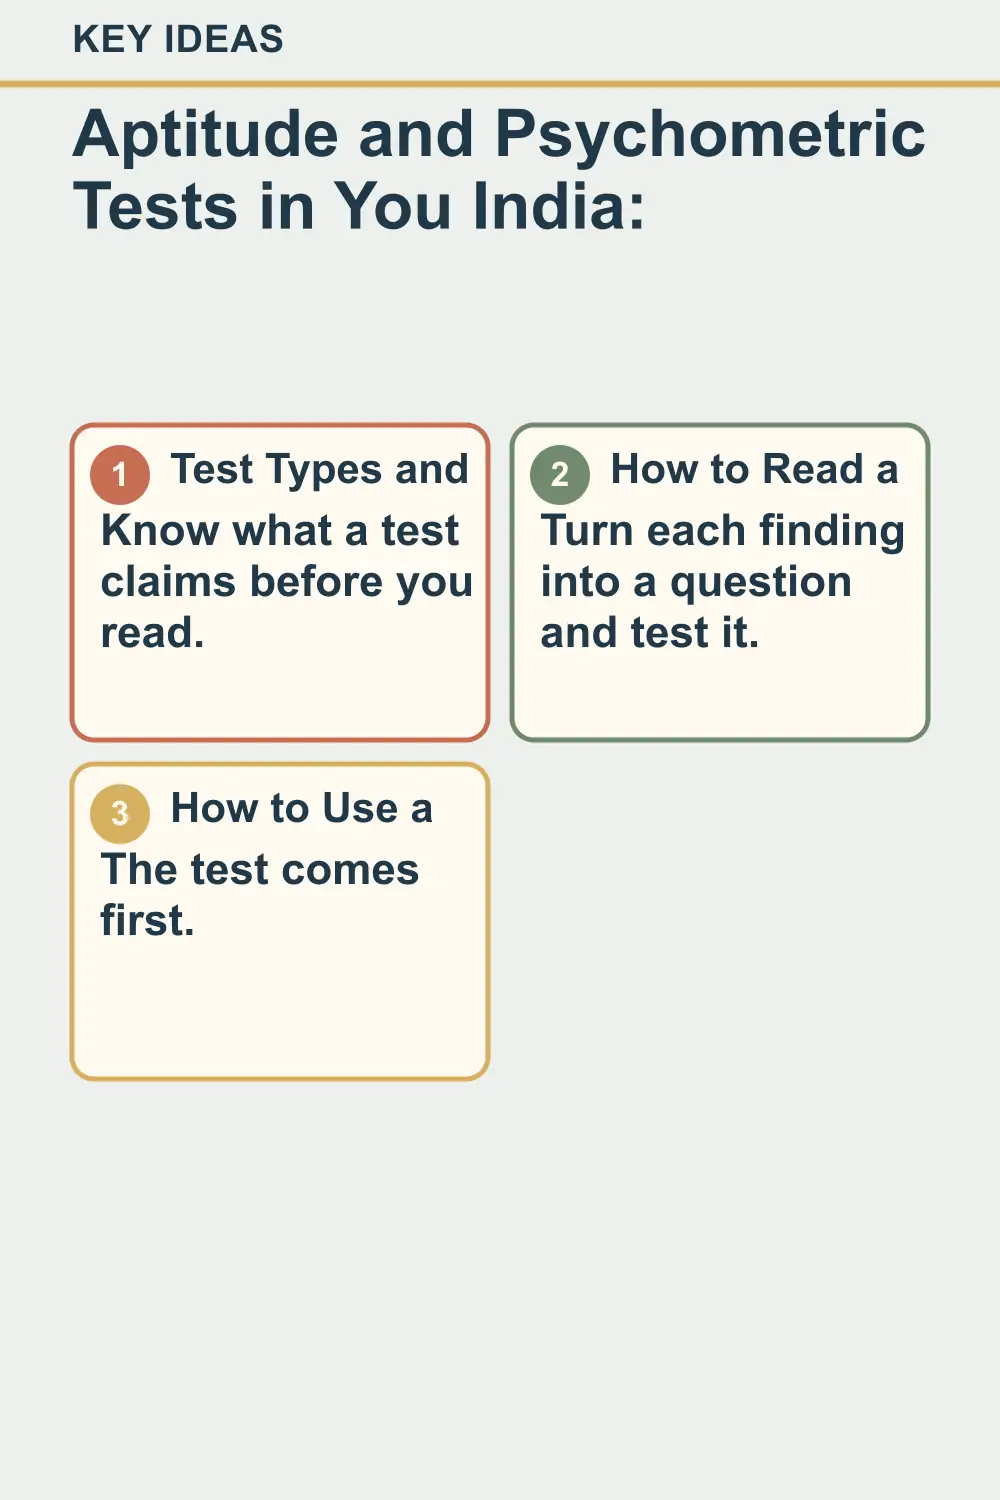 KEY IDEAS
Aptitude and Psychometric
Tests in You India:
1 Test Types and
Know what a test
claims before you
read.
2 How to Read a
Turn each finding
into a question
and test it.
3 How to Use a
The test comes
first.